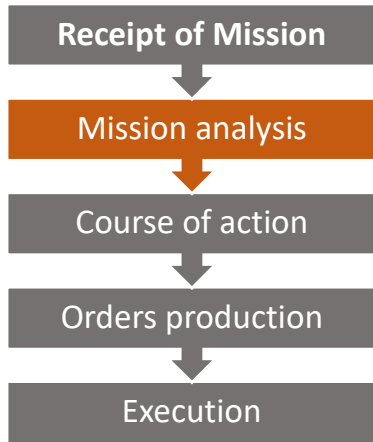 Receipt of Mission
Mission analysis
Course of action
Orders production
Execution